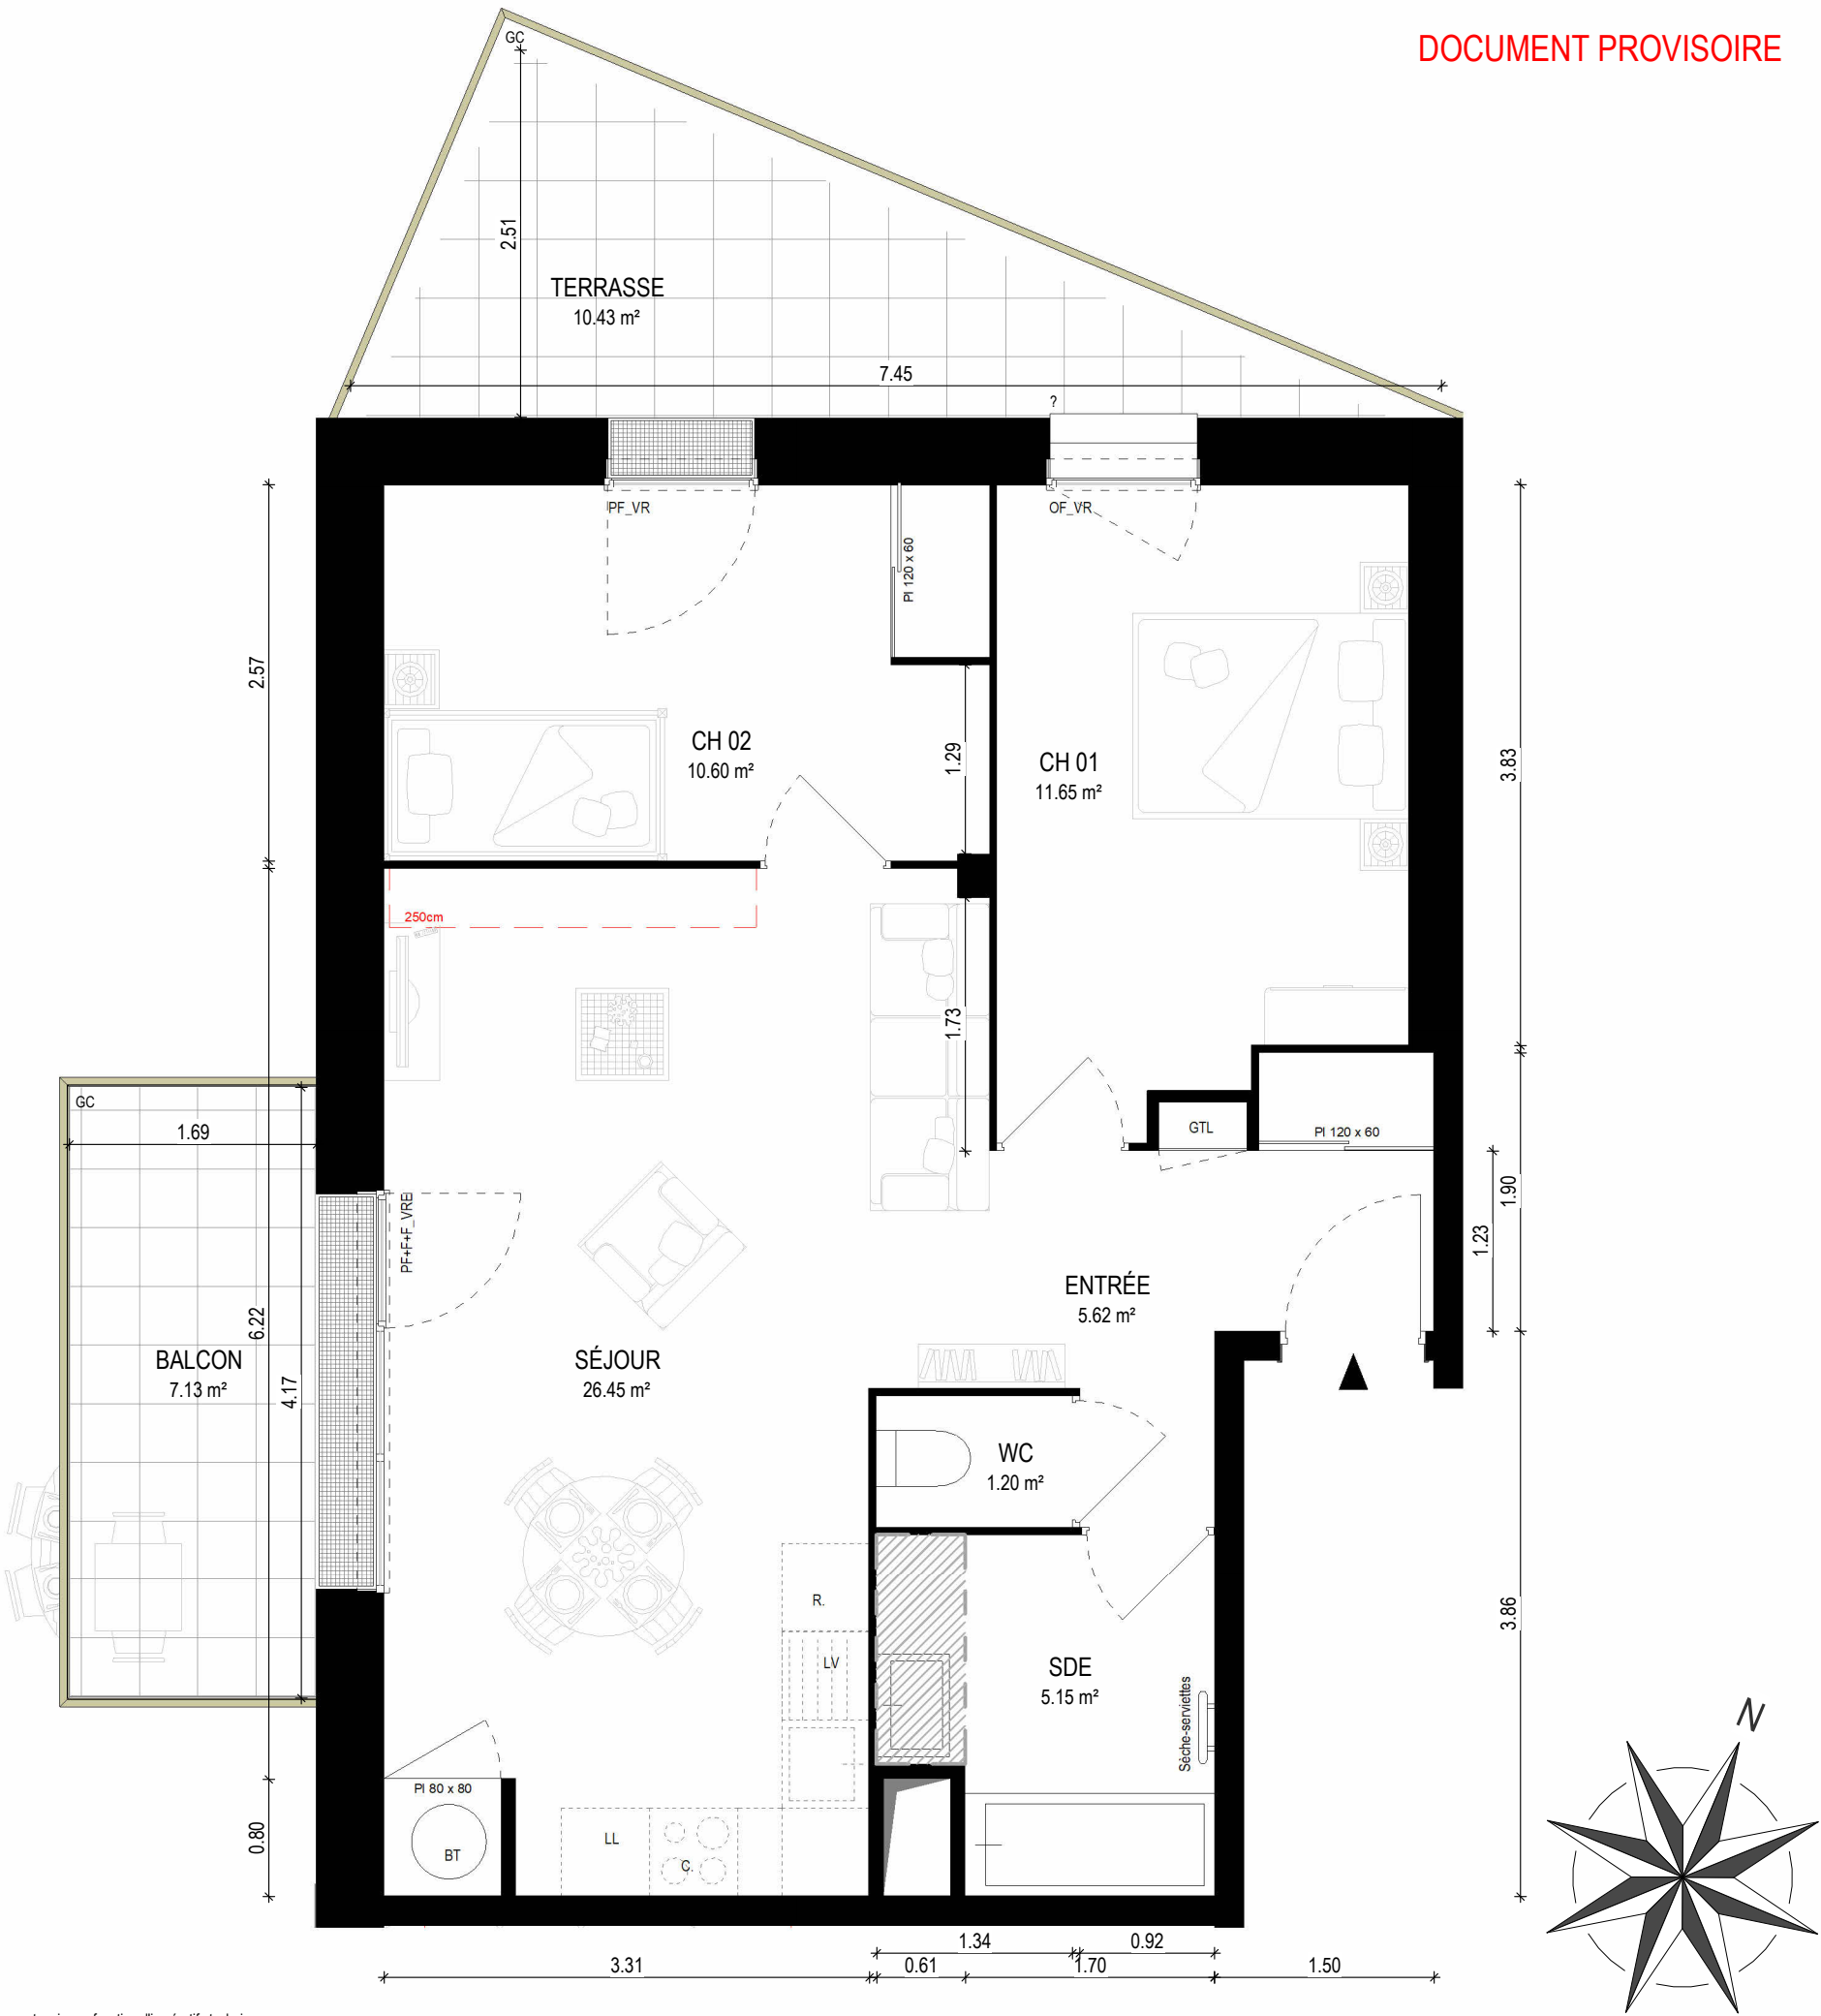 DOCUMENT PROVISOIRE
GC
2.51
TERRASSE
10.43 m²
7.45
?
PF_VR
OF_VR
PI 120 x 60
2.57
CH 02
10.60 m²
1.29
CH 01
11.65 m²
3.83
250cm
1.73
GC
1.69
GTL
PI 120 x 60
PF+F+F_VRE
1.90
1.23
ENTRÉE
5.62 m²
6.22
BALCON
7.13 m²
4.17
SÉJOUR
26.45 m²
WC
1.20 m²
R.
LV
SDE
5.15 m²
Sèche-serviettes
3.86
N
PI 80 x 80
BT
0.80
LL
C.
1.34
0.92
3.31
0.61
1.70
1.50